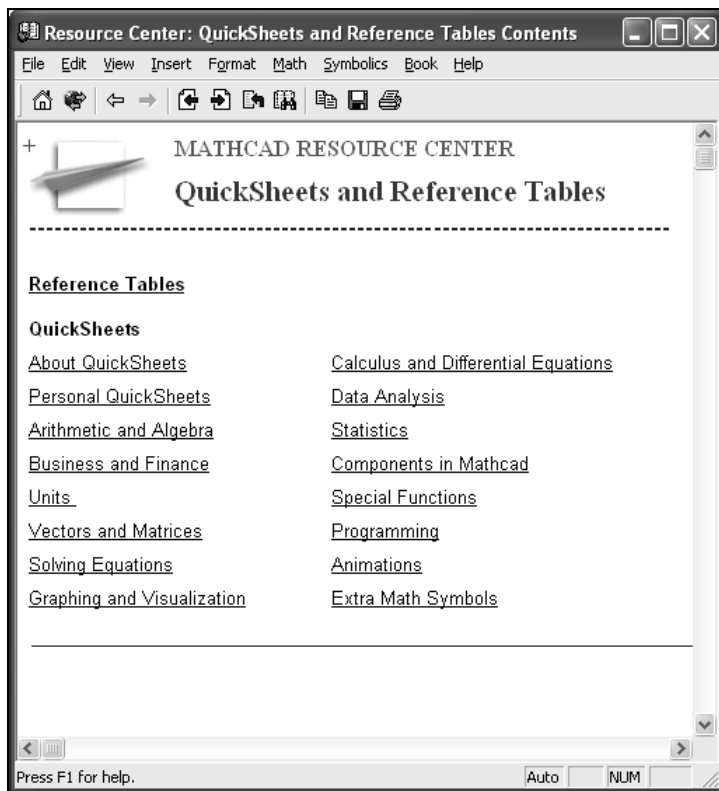 Resource Center: QuickSheets and Reference Tables Contents
File Edit View Insert Format Math Symbolics Book Help
MATHCAD RESOURCE CENTER
QuickSheets and Reference Tables
Reference Tables
QuickSheets
About QuickSheets Calculus and Differential Equations
Personal QuickSheets Data Analysis
Arithmetic and Algebra Statistics
Business and Finance Components in Mathcad
Units Special Functions
Vectors and Matrices Programming
Solving Equations Animations
Graphing and Visualization Extra Math Symbols
Press F1 for help. Auto NUM